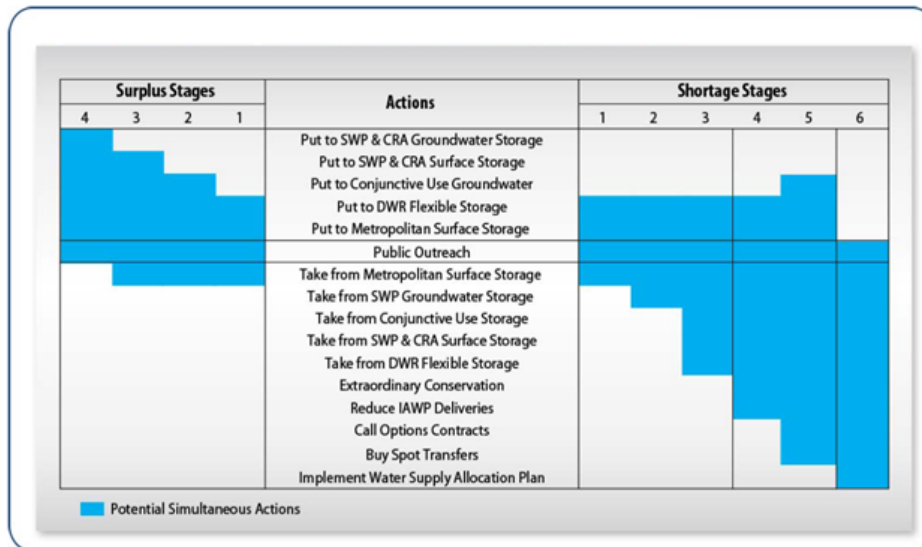 Surplus Stages
Actions
Shortage Stages
4 3 2 1
1 2 3 4 5 6
Put to SWP & CRA Groundwater Storage
Put to SWP & CRA Surface Storage
Put to Conjunctive Use Groundwater
Put to DWR Flexible Storage
Put to Metropolitan Surface Storage
Public Outreach
Take from Metropolitan Surface Storage
Take from SWP Groundwater Storage
Take from Conjunctive Use Storage
Take from SWP & CRA Surface Storage
Take from DWR Flexible Storage
Extraordinary Conservation
Reduce IAWP Deliveries
Call Options Contracts
Buy Spot Transfers
Implement Water Supply Allocation Plan
Potential Simultaneous Actions